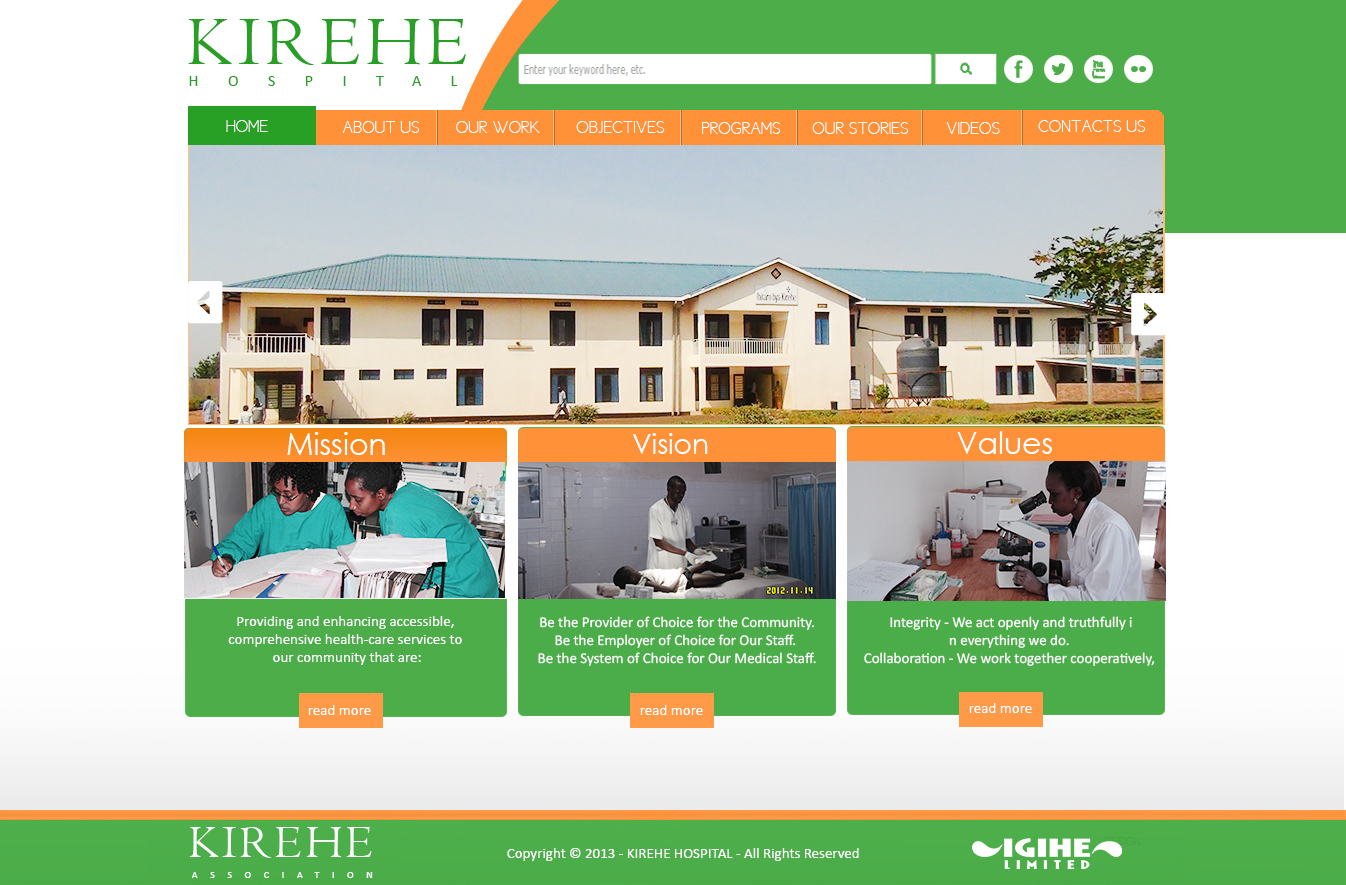 KIREHE
HOSPITAL
Enter your keyword here, etc.
HOME
ABOUT US
OUR WORK
OBJECTIVES
PROGRAMS
OUR STORIES
VIDEOS
CONTACTS US
Ibitaro bya Kirehe
Mission
Vision
Values
2012.11.14
Providing and enhancing accessible,
comprehensive health-care services to
our community that are:
read more
Be the Provider of Choice for the Community.
Be the Employer of Choice for Our Staff.
Be the System of Choice for Our Medical Staff.
read more
Integrity - We act openly and truthfully i
n everything we do.
Collaboration - We work together cooperatively,
read more
KIREHE
ASSOCIATION
Copyright © 2013 - KIREHE HOSPITAL - All Rights Reserved
IGIHE
LIMITED